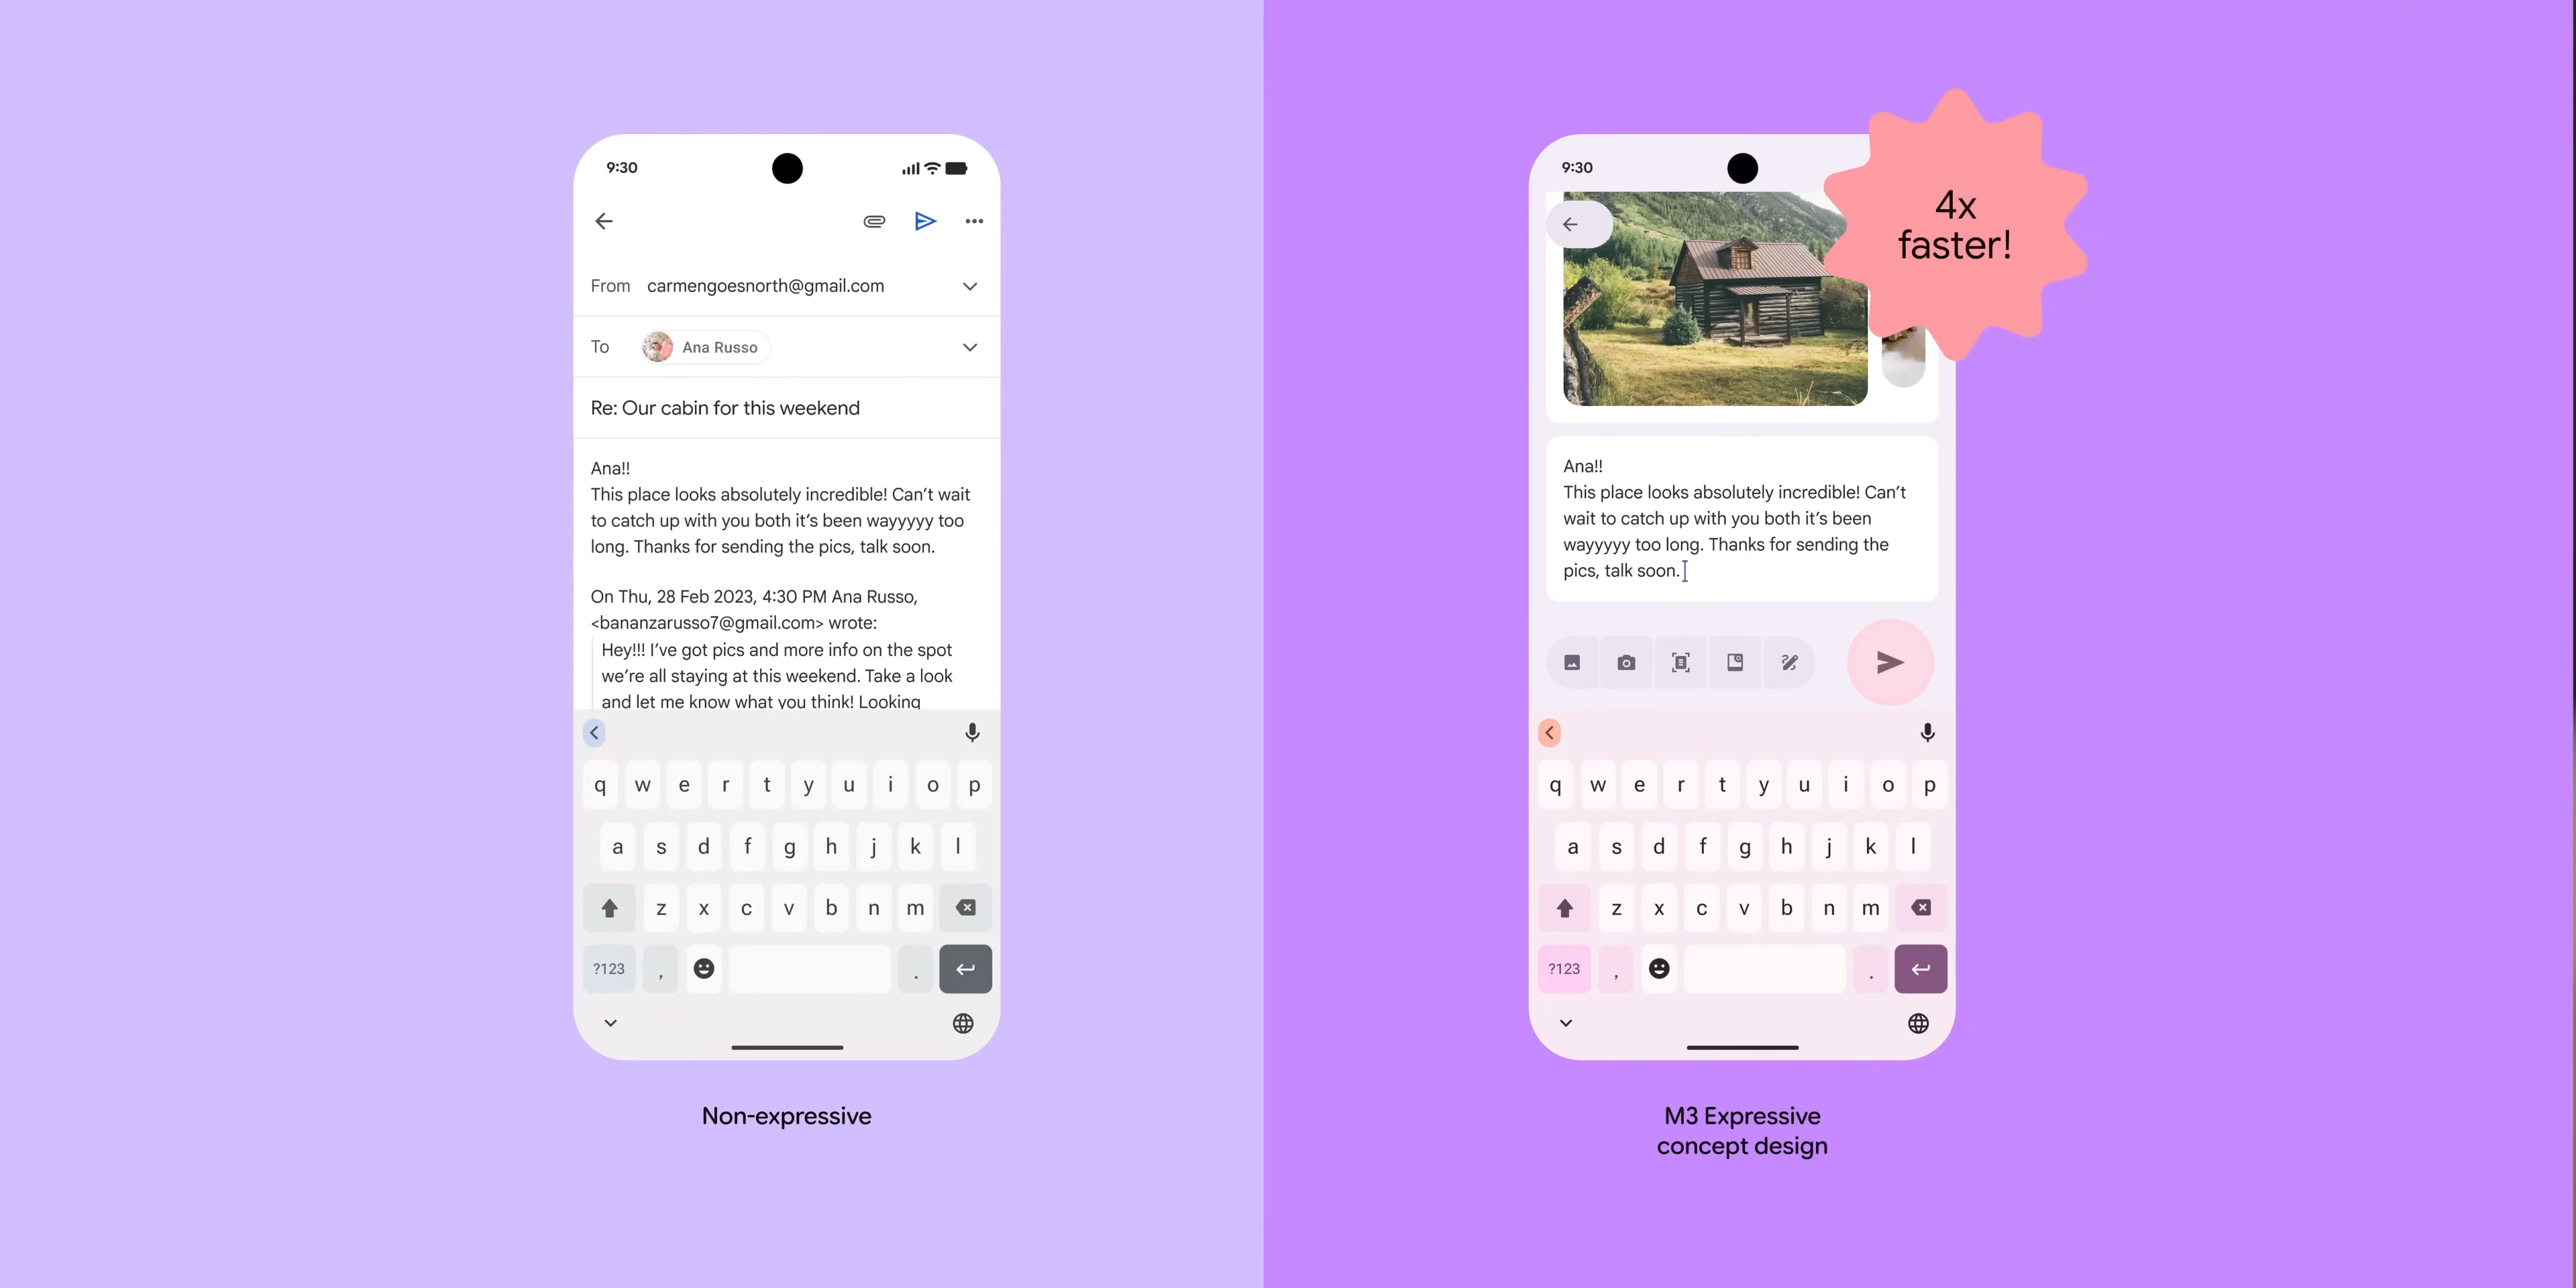 9:30
From carmengoesnorth@gmail.com
To Ana Russo
Re: Our cabin for this weekend
Ana!!
This place looks absolutely incredible! Can’t wait
to catch up with you both it’s been wayyyyy too
long. Thanks for sending the pics, talk soon.
On Thu, 28 Feb 2023, 4:30 PM Ana Russo,
<bananzarusso7@gmail.com> wrote:
Hey!!! I’ve got pics and more info on the spot
we’re all staying at this weekend. Take a look
and let me know what you think! Looking
q w e r t y u i o p
a s d f g h j k l
z x c v b n m
?123 , .
Non-expressive
9:30
4x
faster!
Ana!!
This place looks absolutely incredible! Can’t
wait to catch up with you both it’s been
wayyyyy too long. Thanks for sending the
pics, talk soon.
q w e r t y u i o p
a s d f g h j k l
z x c v b n m
?123 , .
M3 Expressive
concept design